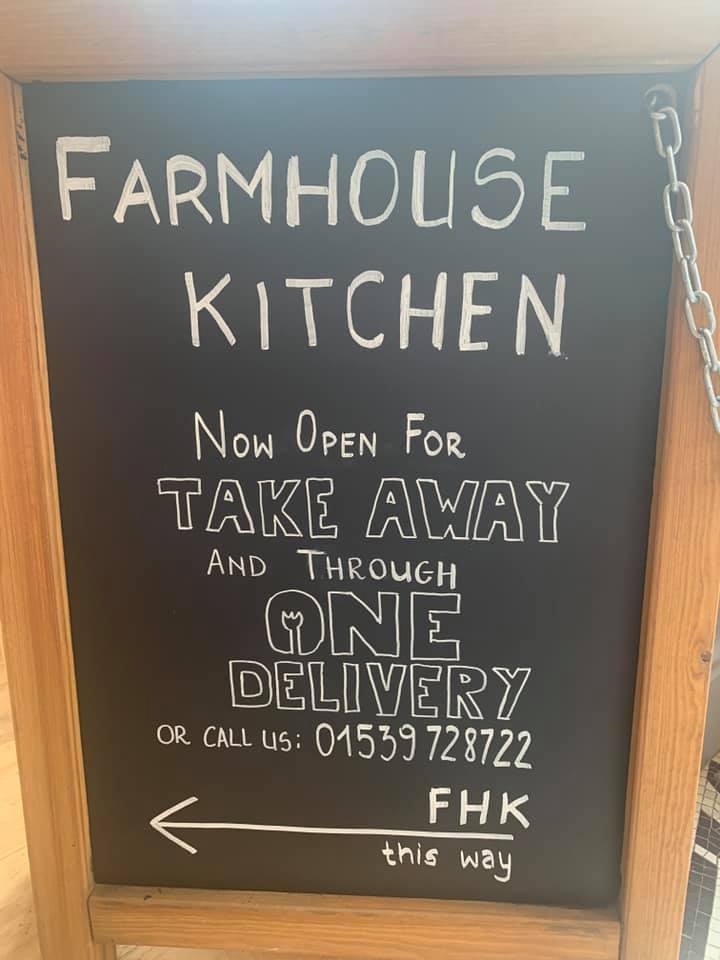 FARMHOUSE
KITCHEN
NOW OPEN FOR
TAKE AWAY
AND THROUGH
ONE
DELIVERY
OR CALL US: 01539 728722
FHK
this way